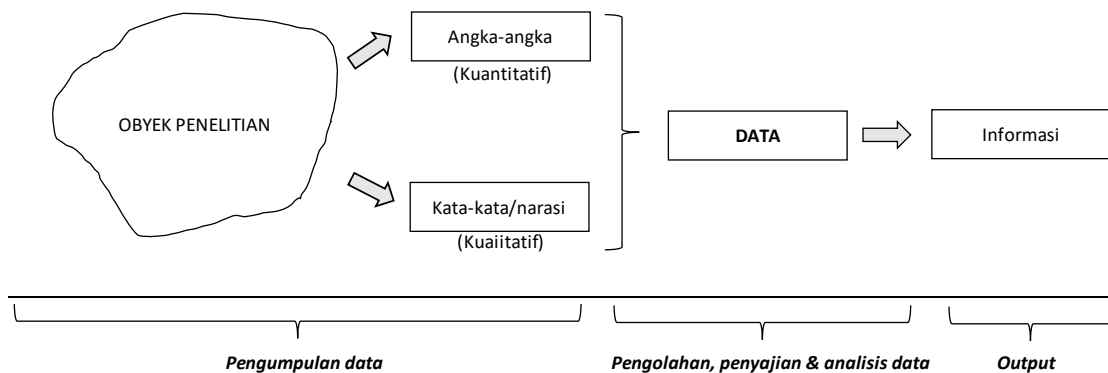 Angka-angka
(Kuantitatif)
OBYEK PENELITIAN
DATA
Informasi
Kata-kata/narasi
(Kuaiitatif)
Pengumpulan data
Pengolahan, penyajian & analisis data
Output